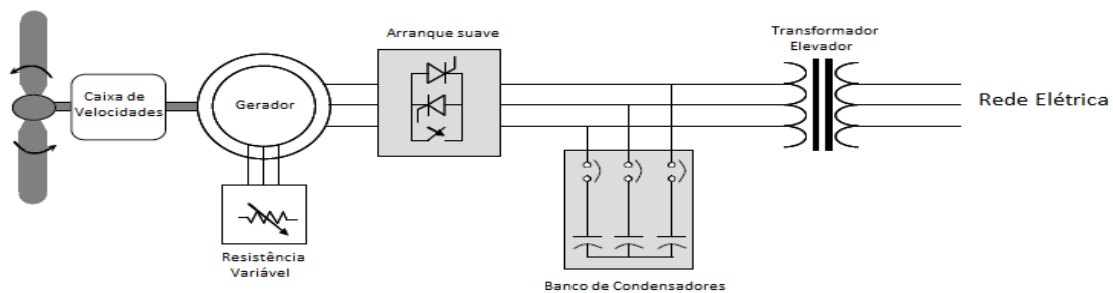 Arranque suave
Transformador
Elevador
Caixa de
Velocidades
Gerador
Rede Elétrica
Resistência
Variável
Banco de Condensadores